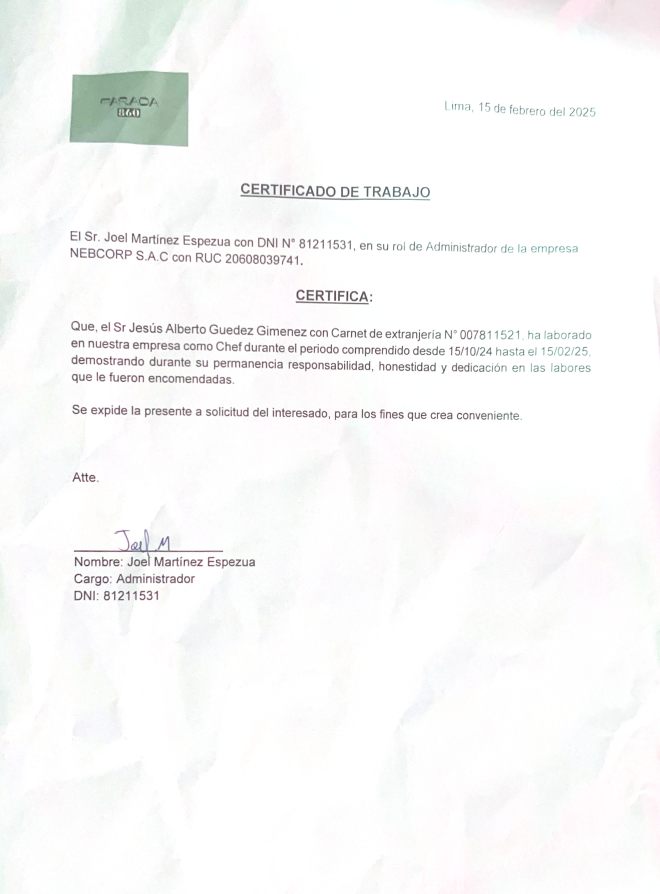 PARADA
860
Lima, 15 de febrero del 2025
CERTIFICADO DE TRABAJO
El Sr. Joel Martínez Espezua con DNI N° 81211531, en su rol de Administrador de la empresa
NEBCORP S.A.C con RUC 20608039741.
CERTIFICA:
Que, el Sr Jesús Alberto Guedez Gimenez con Carnet de extranjería N° 007811521, ha laborado
en nuestra empresa como Chef durante el periodo comprendido desde 15/10/24 hasta el 15/02/25,
demostrando durante su permanencia responsabilidad, honestidad y dedicación en las labores
que le fueron encomendadas.
Se expide la presente a solicitud del interesado, para los fines que crea conveniente.
Atte.
Joel M
Nombre: Joel Martínez Espezua
Cargo: Administrador
DNI: 81211531